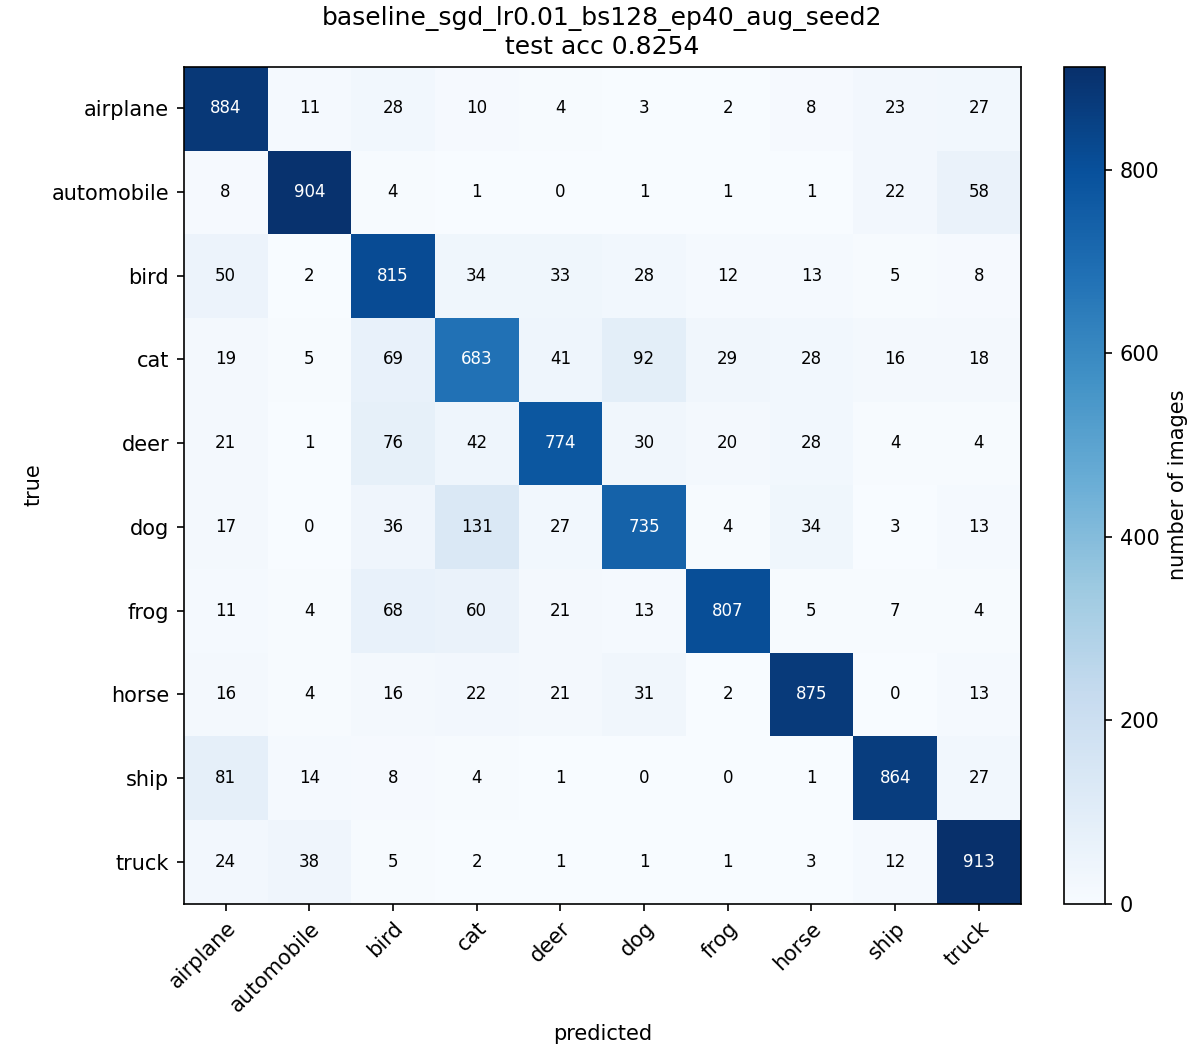 baseline_sgd_lr0.01_bs128_ep40_aug_seed2
test acc 0.8254
airplane 884 11 28 10 4 3 2 8 23 27
automobile 8 904 4 1 0 1 1 1 22 58
bird 50 2 815 34 33 28 12 13 5 8
cat 19 5 69 683 41 92 29 28 16 18
deer 21 1 76 42 774 30 20 28 4 4
dog 17 0 36 131 27 735 4 34 3 13
frog 11 4 68 60 21 13 807 5 7 4
horse 16 4 16 22 21 31 2 875 0 13
ship 81 14 8 4 1 0 0 1 864 27
truck 24 38 5 2 1 1 1 3 12 913
airplane automobile bird cat deer dog frog horse ship truck
predicted
true
800
600
400
200
0
number of images